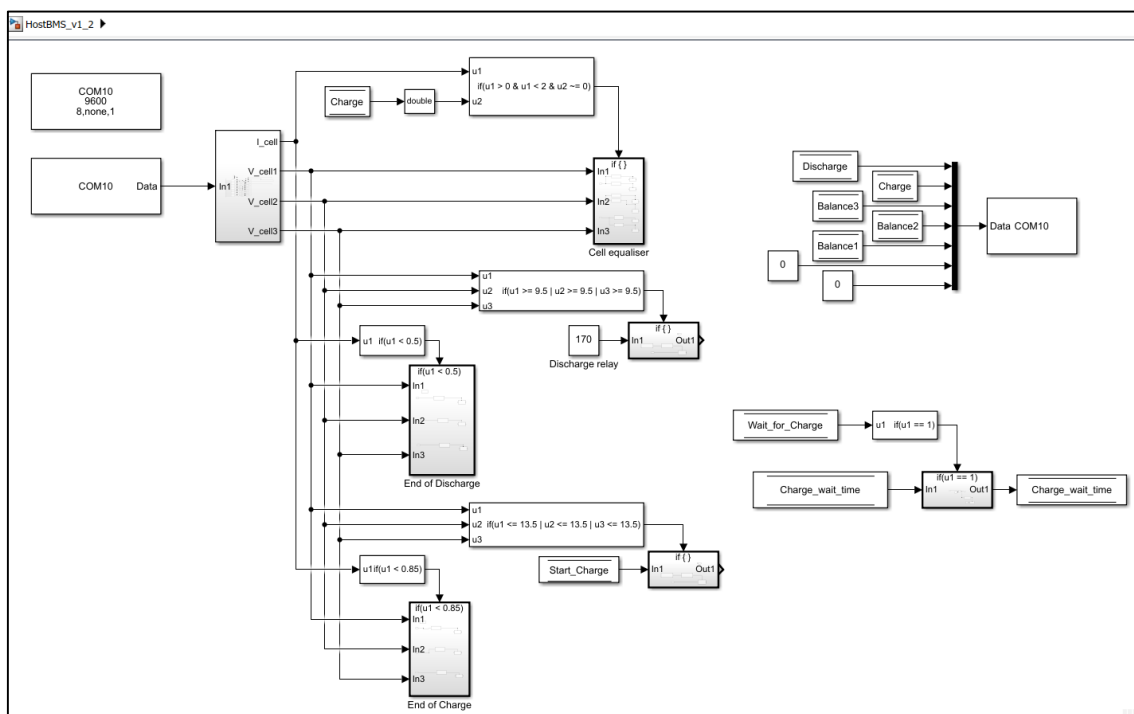 HostBMS_v1_2
COM10
9600
8,none,1
COM10 Data
In1
I_cell
V_cell1
V_cell2
V_cell3
Charge
double
u1
if(u1 > 0 & u1 < 2 & u2 ~= 0)
u2
if { }
In1
In2
In3
Cell equaliser
u1
u2 if(u1 >= 9.5 | u2 >= 9.5 | u3 >= 9.5)
u3
170
Discharge relay
if { }
In1 Out1
u1 if(u1 < 0.5)
if(u1 < 0.5)
In1
In2
In3
End of Discharge
u1
u2 if(u1 <= 13.5 | u2 <= 13.5 | u3 <= 13.5)
u3
Start_Charge
if { }
In1 Out1
u1if(u1 < 0.85)
if(u1 < 0.85)
In1
In2
In3
End of Charge
Discharge
Charge
Balance3
Balance2
Balance1
0
0
Data COM10
Wait_for_Charge
u1 if(u1 == 1)
Charge_wait_time
if(u1 == 1)
In1 Out1
Charge_wait_time